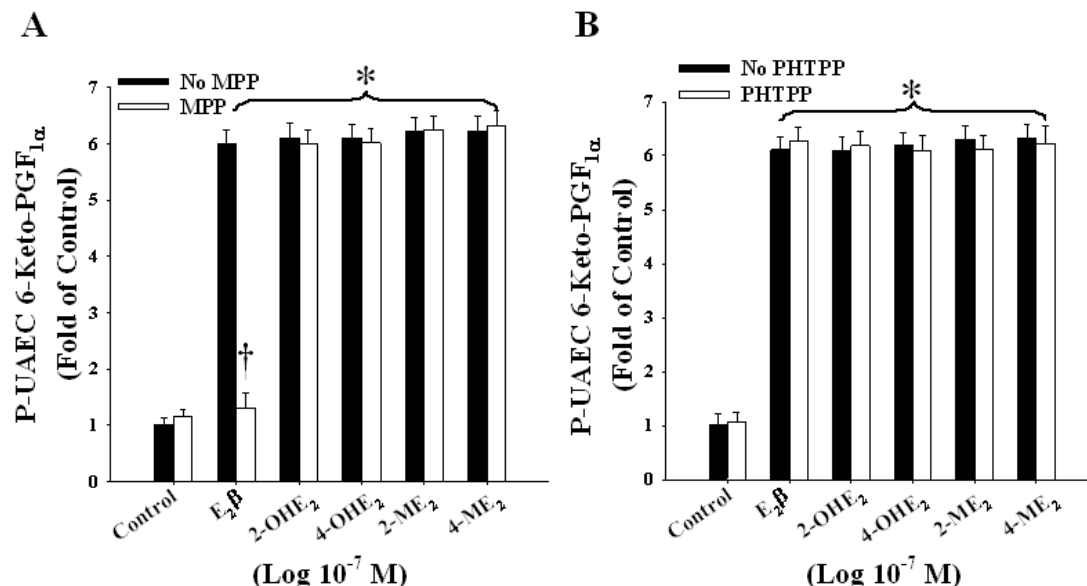 A
No MPP
MPP
*
7
6
5
4
3
2
1
0
†
P-UAEC 6-Keto-PGF1α
(Fold of Control)
Control
E2β
2-OHE2
4-OHE2
2-ME2
4-ME2
(Log 10-7 M)
B
No PHTPP
PHTPP
*
7
6
5
4
3
2
1
0
P-UAEC 6-Keto-PGF1α
(Fold of Control)
Control
E2β
2-OHE2
4-OHE2
2-ME2
4-ME2
(Log 10-7 M)